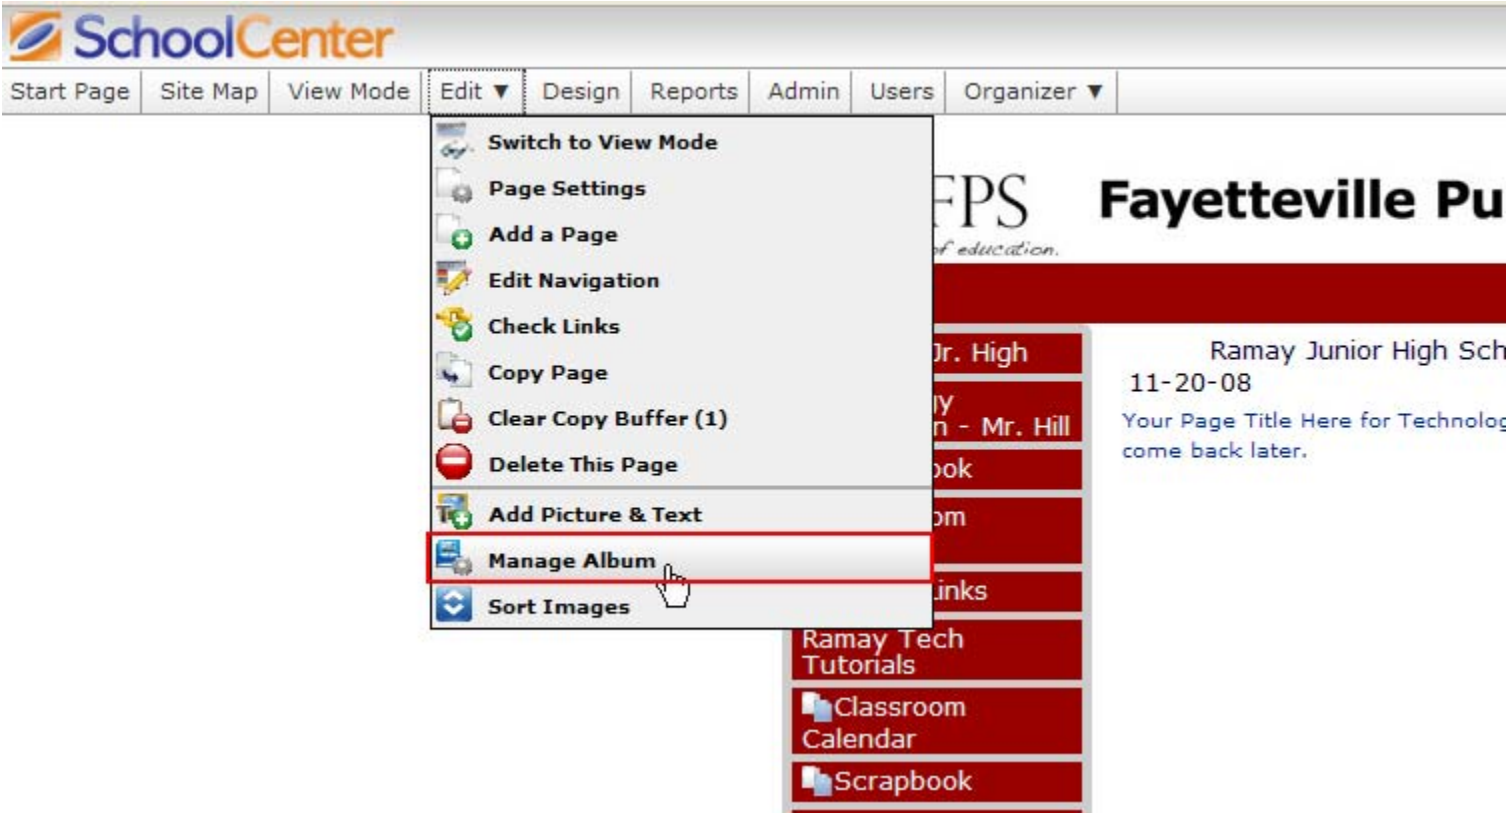 SchoolCenter
Start Page
Site Map
View Mode
Edit ▼
Design
Reports
Admin
Users
Organizer ▼
Switch to View Mode
Page Settings
Add a Page
Edit Navigation
Check Links
Copy Page
Clear Copy Buffer (1)
Delete This Page
Add Picture & Text
Manage Album
Sort Images
FPS
of education.
Fayetteville Pu
Jr. High
- Mr. Hill
Ramay Tech
Tutorials
Classroom
Calendar
Scrapbook
Ramay Junior High Sch
11-20-08
Your Page Title Here for Technolog
come back later.